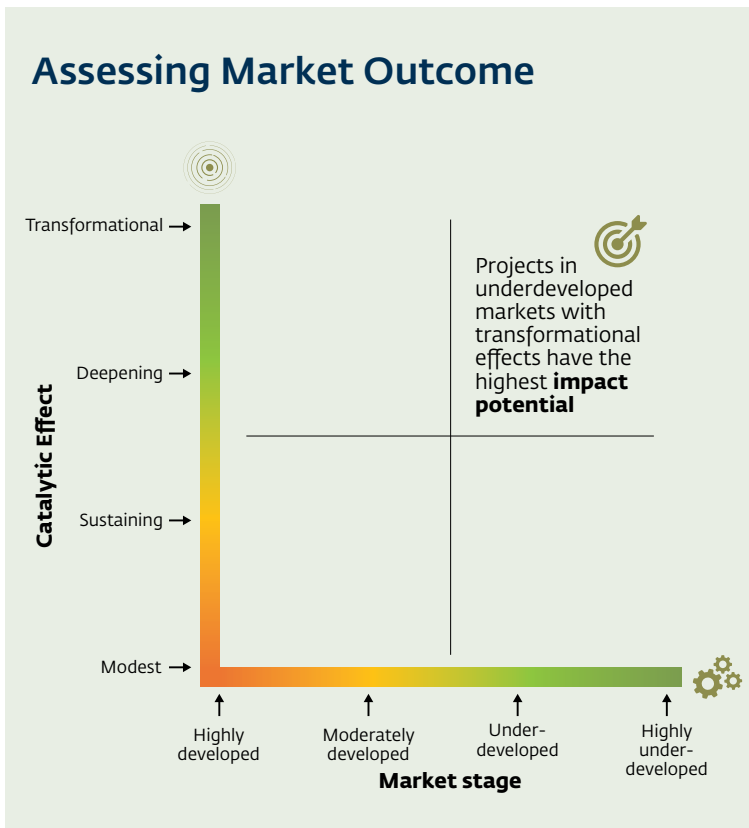 Assessing Market Outcome
Transformational
Projects in
underdeveloped
markets with
transformational
effects have the
highest impact
potential
Deepening
Catalytic Effect
Sustaining
Modest
Highly
developed
Moderately
developed
Under-
developed
Highly
under-
developed
Market stage